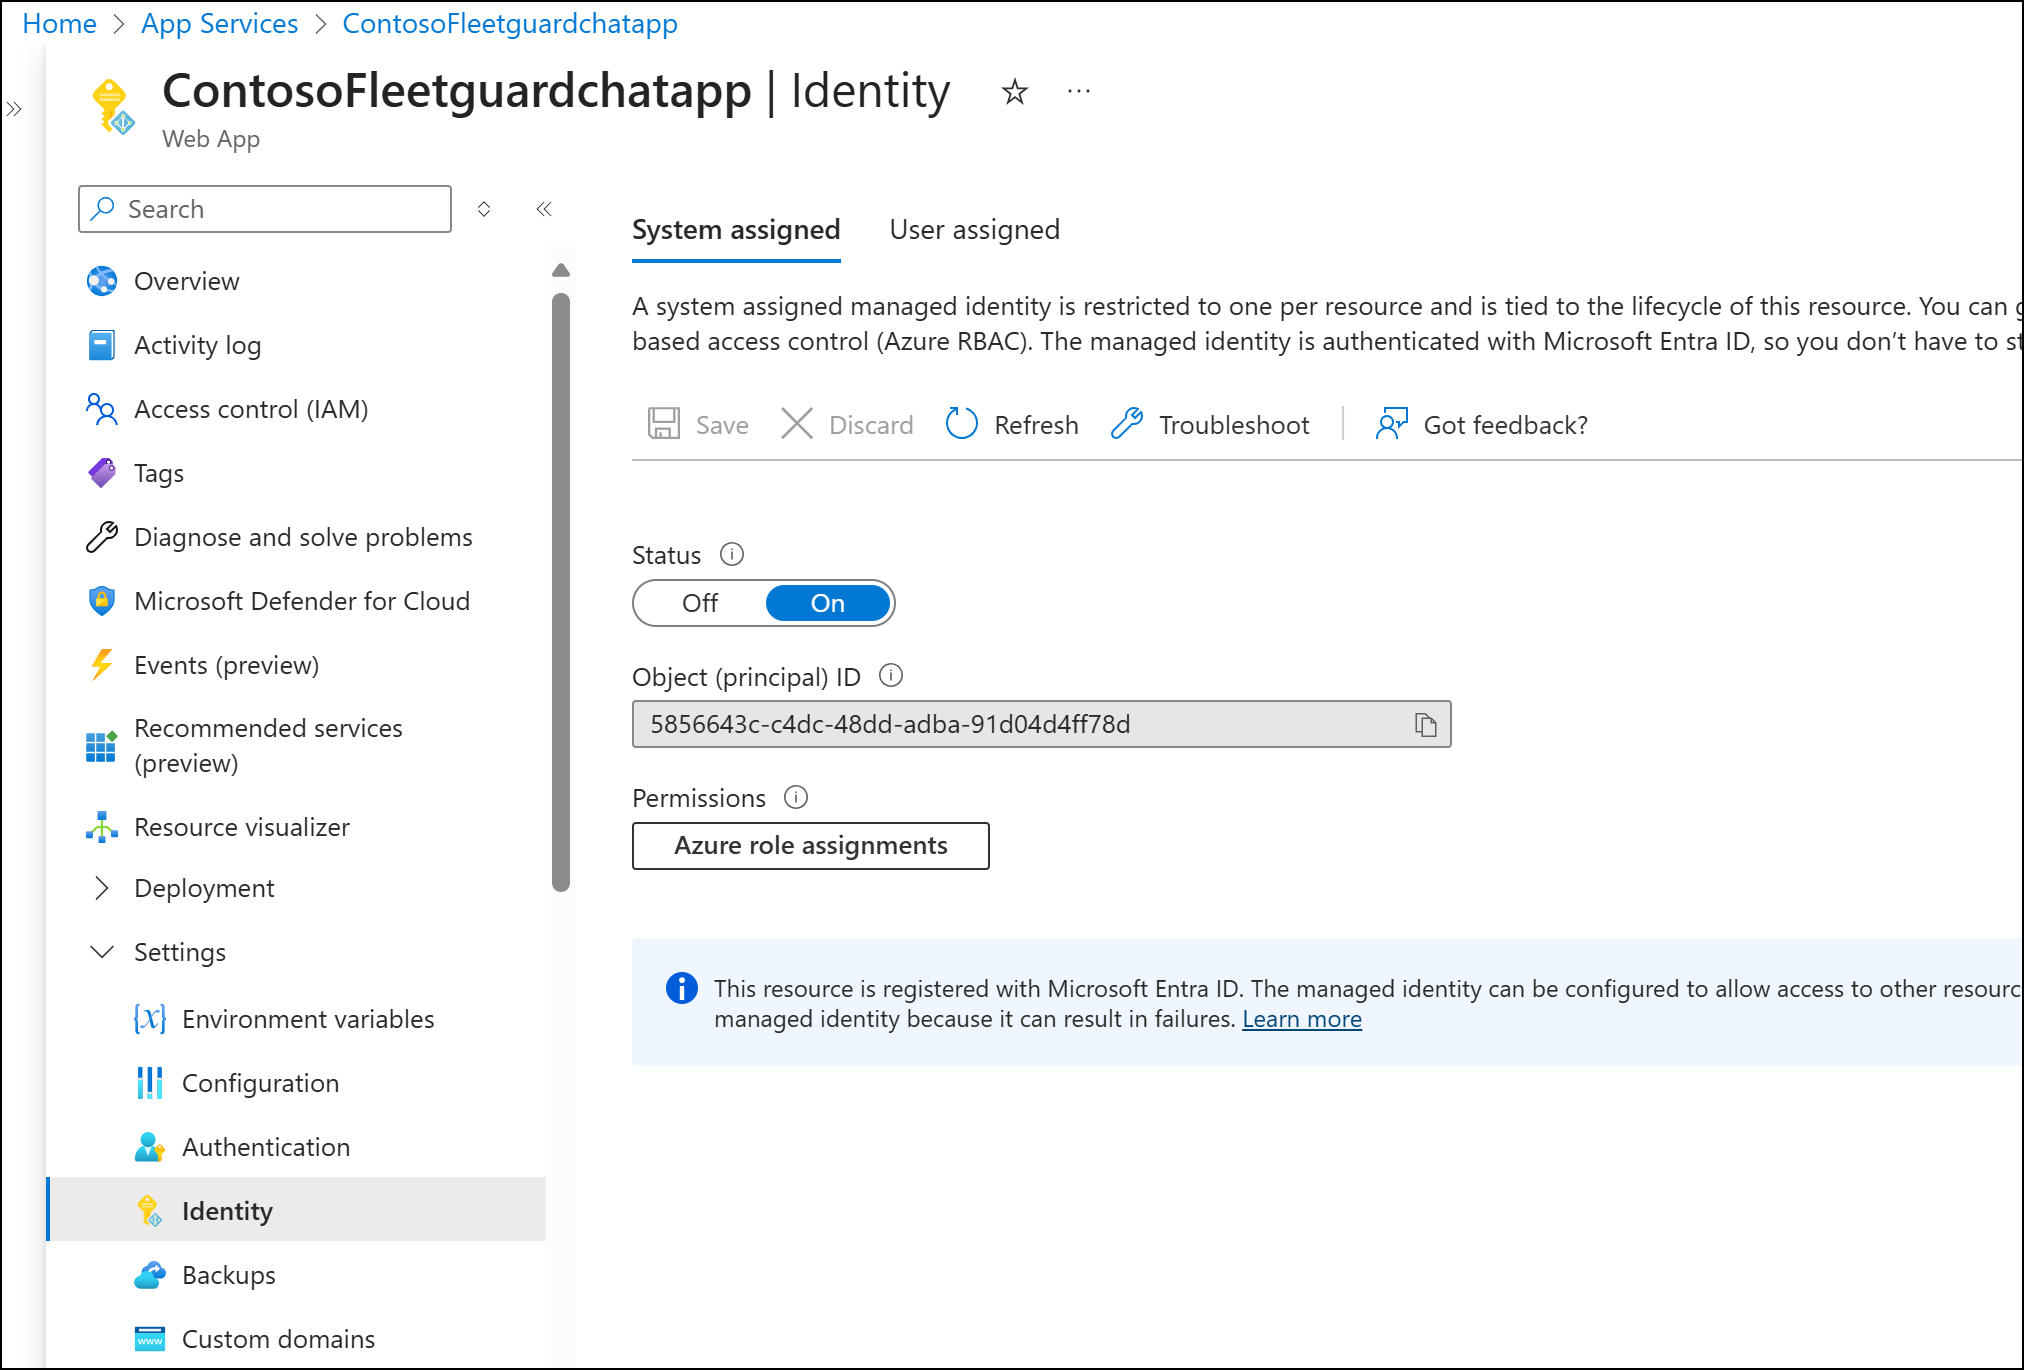 Home > App Services > ContosoFleetguardchatapp
ContosoFleetguardchatapp | Identity
Web App
Search
Overview
Activity log
Access control (IAM)
Tags
Diagnose and solve problems
Microsoft Defender for Cloud
Events (preview)
Recommended services
(preview)
Resource visualizer
Deployment
Settings
Environment variables
Configuration
Authentication
Identity
Backups
Custom domains
System assigned User assigned
A system assigned managed identity is restricted to one per resource and is tied to the lifecycle of this resource. You can
based access control (Azure RBAC). The managed identity is authenticated with Microsoft Entra ID, so you don’t have to
Save Discard Refresh Troubleshoot Got feedback?
Status
Off On
Object (principal) ID
5856643c-c4dc-48dd-adba-91d04d4ff78d
Permissions
Azure role assignments
This resource is registered with Microsoft Entra ID. The managed identity can be configured to allow access to other resourc
managed identity because it can result in failures. Learn more